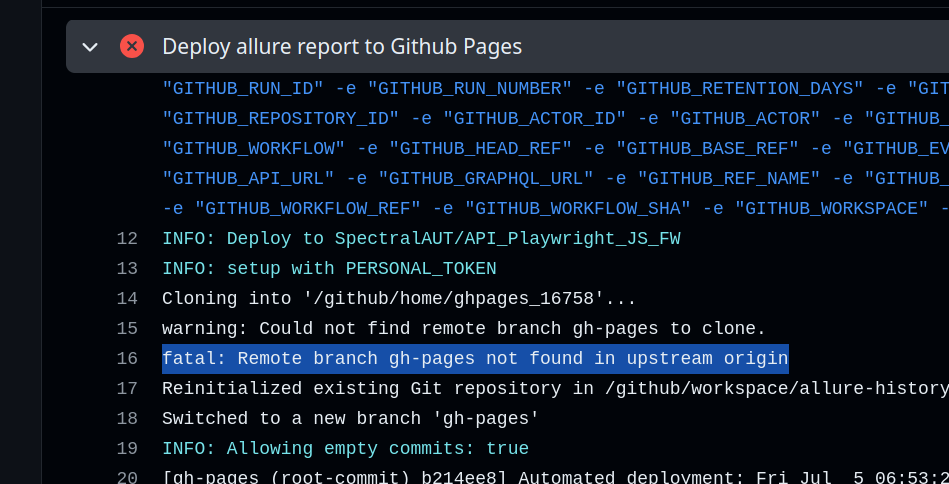 Deploy allure report to Github Pages
"GITHUB_RUN_ID" -e "GITHUB_RUN_NUMBER" -e "GITHUB_RETENTION_DAYS" -e "GIT
"GITHUB_REPOSITORY_ID" -e "GITHUB_ACTOR_ID" -e "GITHUB_ACTOR" -e "GITHUB_
"GITHUB_WORKFLOW" -e "GITHUB_HEAD_REF" -e "GITHUB_BASE_REF" -e "GITHUB_EV
"GITHUB_API_URL" -e "GITHUB_GRAPHQL_URL" -e "GITHUB_REF_NAME" -e "GITHUB_
-e "GITHUB_WORKFLOW_REF" -e "GITHUB_WORKFLOW_SHA" -e "GITHUB_WORKSPACE" -
12 INFO: Deploy to SpectralAUT/API_Playwright_JS_FW
13 INFO: setup with PERSONAL_TOKEN
14 Cloning into '/github/home/ghpages_16758'...
15 warning: Could not find remote branch gh-pages to clone.
16 fatal: Remote branch gh-pages not found in upstream origin
17 Reinitialized existing Git repository in /github/workspace/allure-history
18 Switched to a new branch 'gh-pages'
19 INFO: Allowing empty commits: true
20 [gh-pages (root-commit) b214ee8] Automated deployment: Fri Jul 5 06:53:2